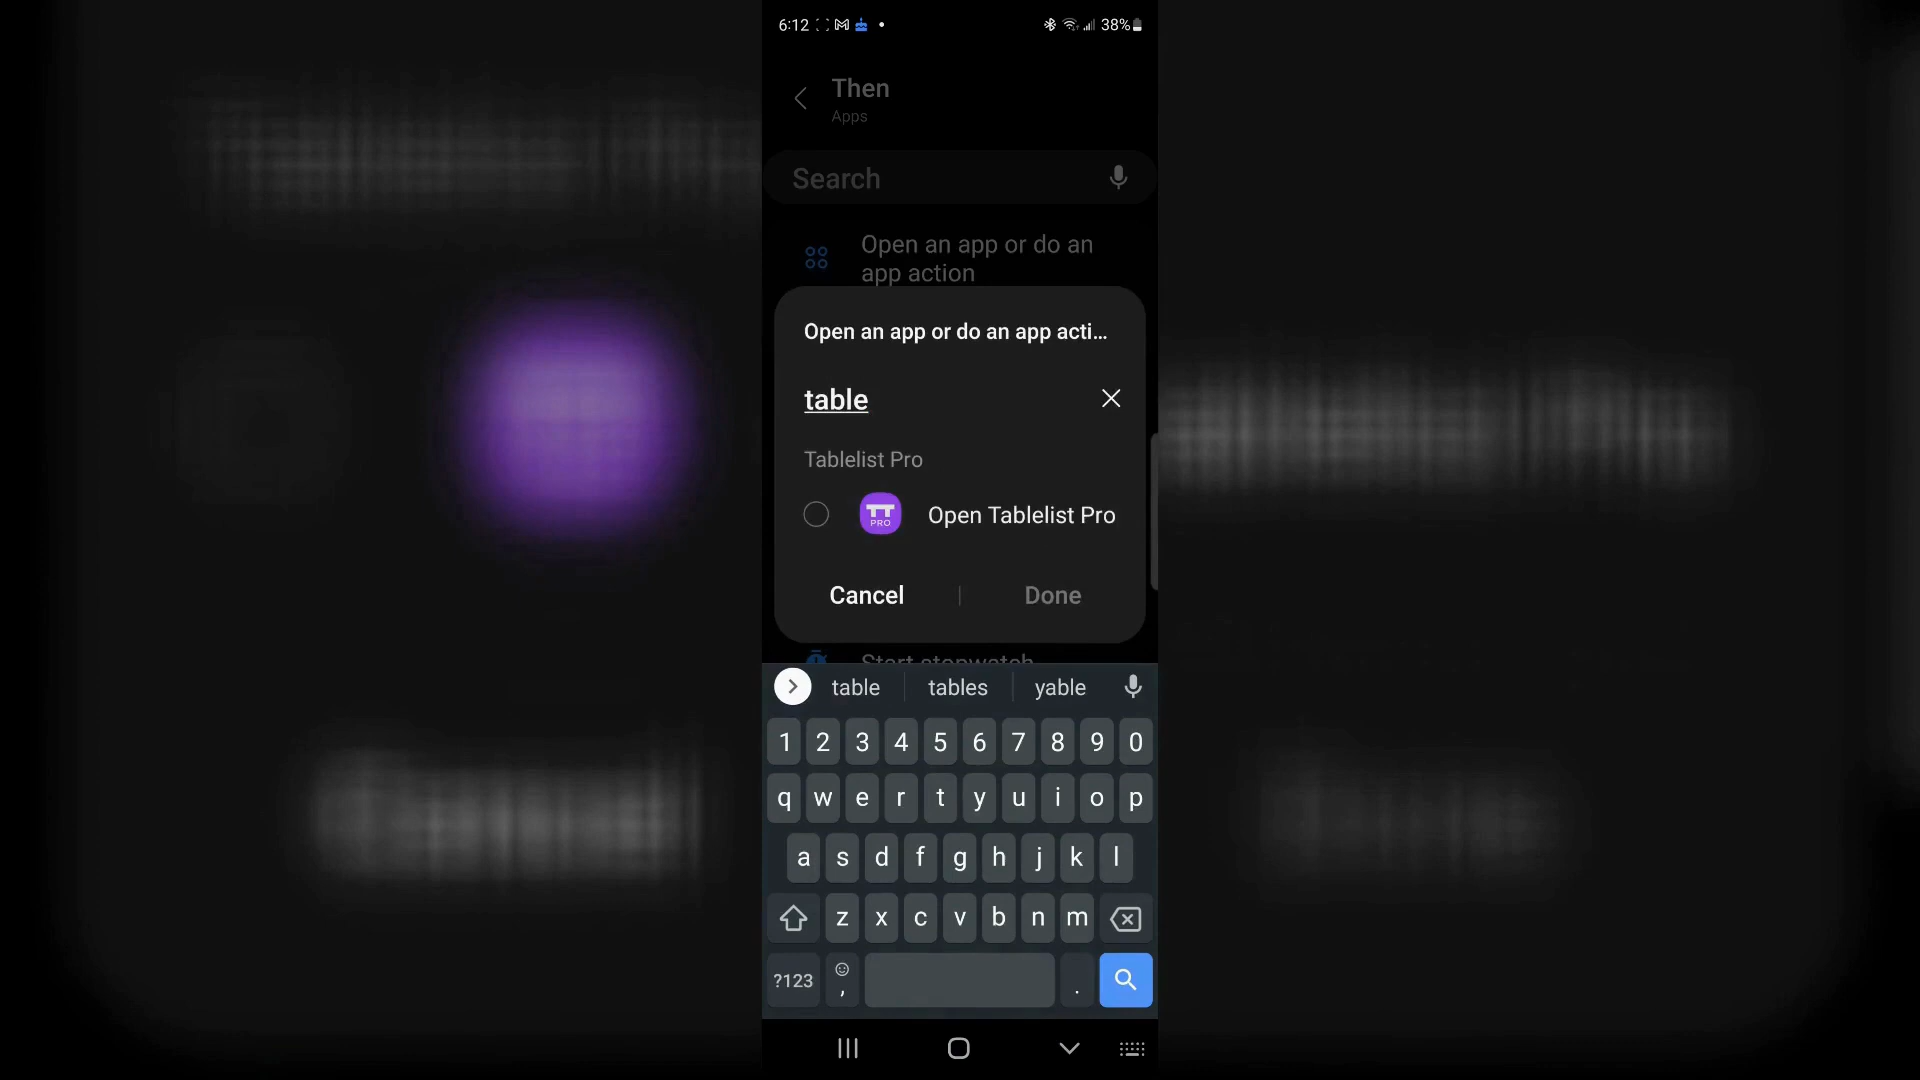 6:12 38%
Then
Apps
Search
Open an app or do an
app action
Open an app or do an app acti...
table
Tablelist Pro
PRO
Open Tablelist Pro
Cancel | Done
Start stopwatch
table tables yable
1 2 3 4 5 6 7 8 9 0
q w e r t y u i o p
a s d f g h j k l
z x c v b n m
?123 , .